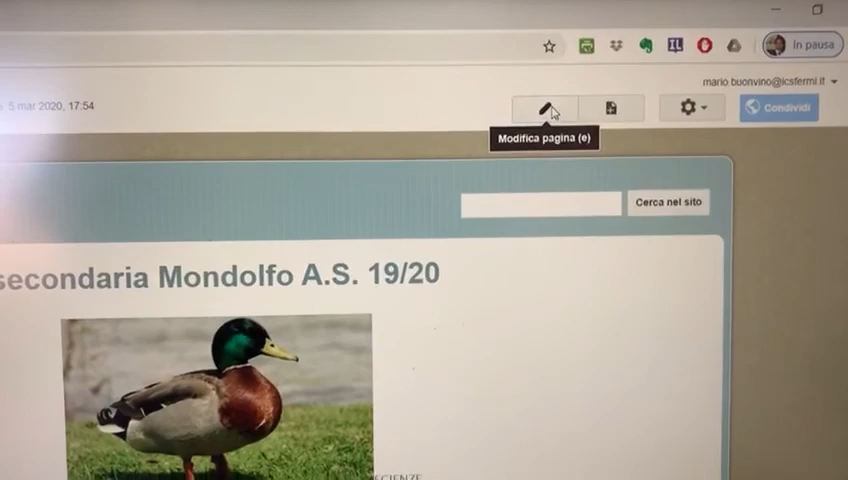 IL
In pausa
mario buonvino@icsfermi.it
5 mar 2020, 17:54
Condividi
Modifica pagina (e)
Cerca nel sito
secondaria Mondolfo A.S. 19/20